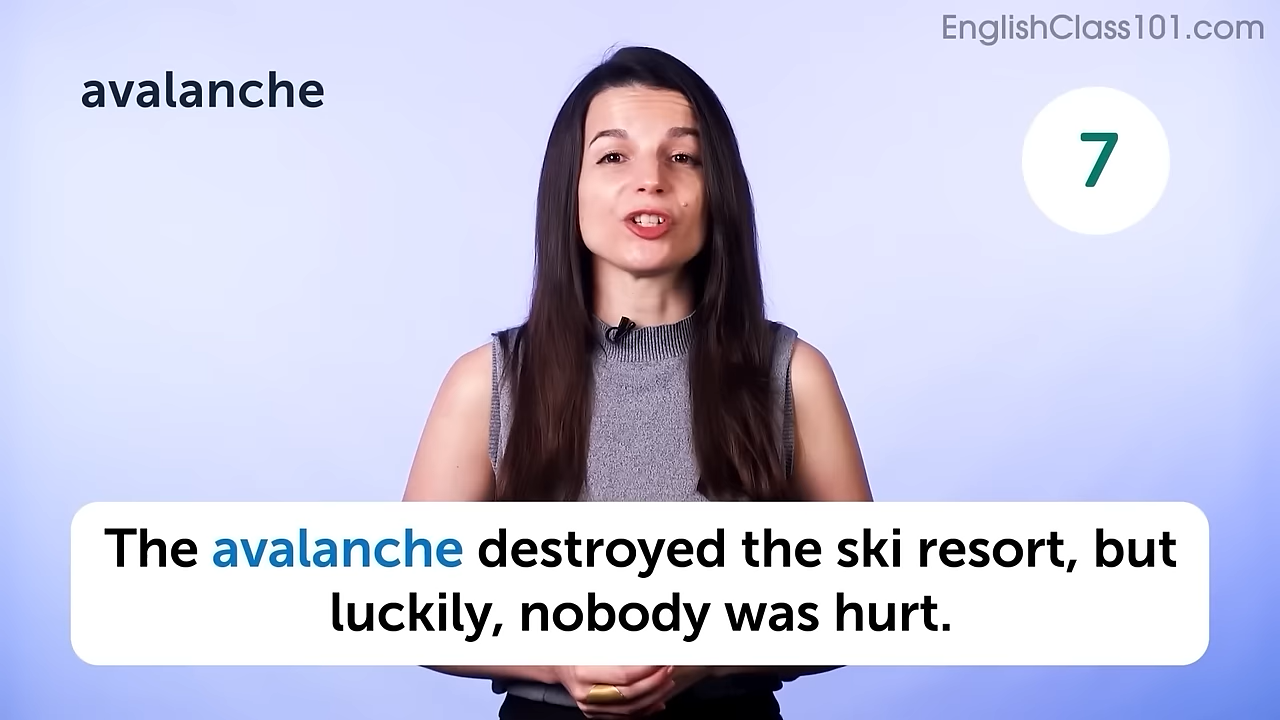 EnglishClass101.com
avalanche
7
The avalanche destroyed the ski resort, but
luckily, nobody was hurt.